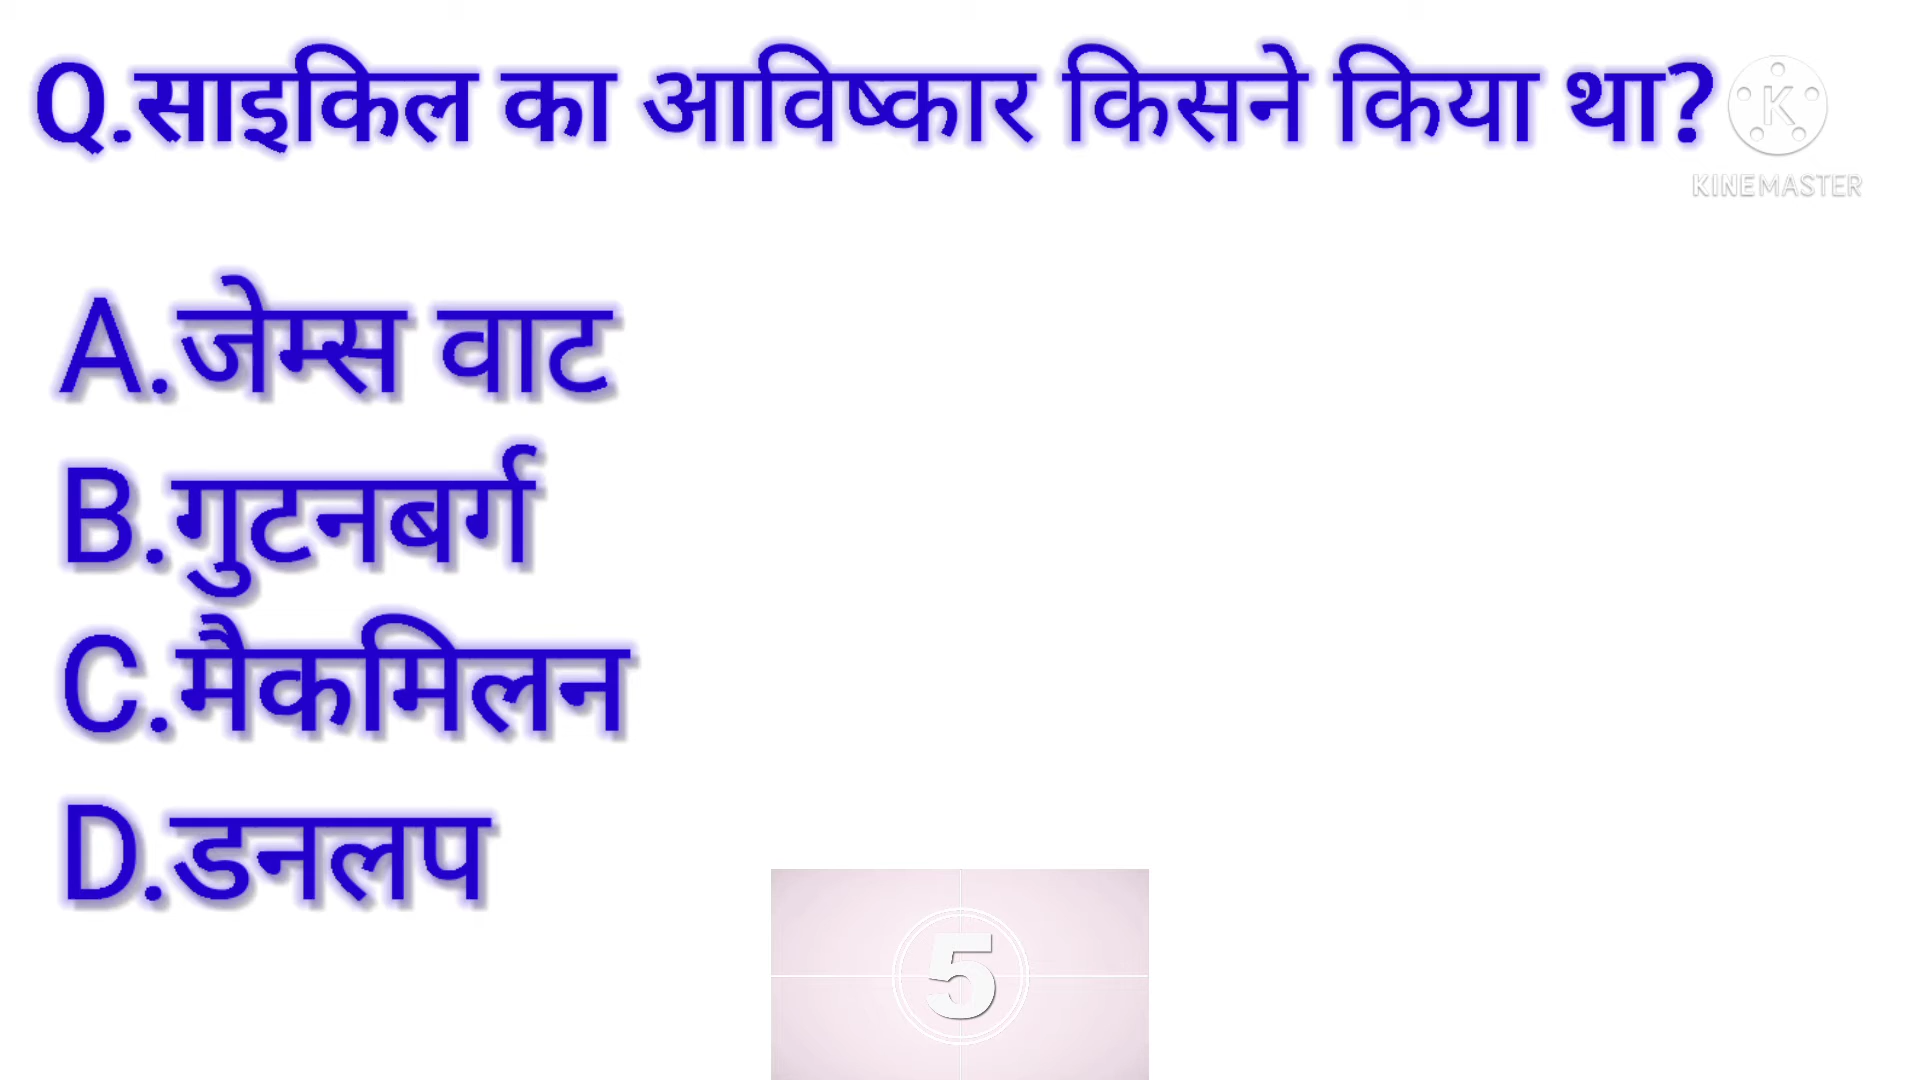 Q.साइकिल का आविष्कार किसने किया था?
K
KINEMASTER
A.जेम्स वाट
B.गुटनबर्ग
C.मैकमिलन
D.डनलप
5